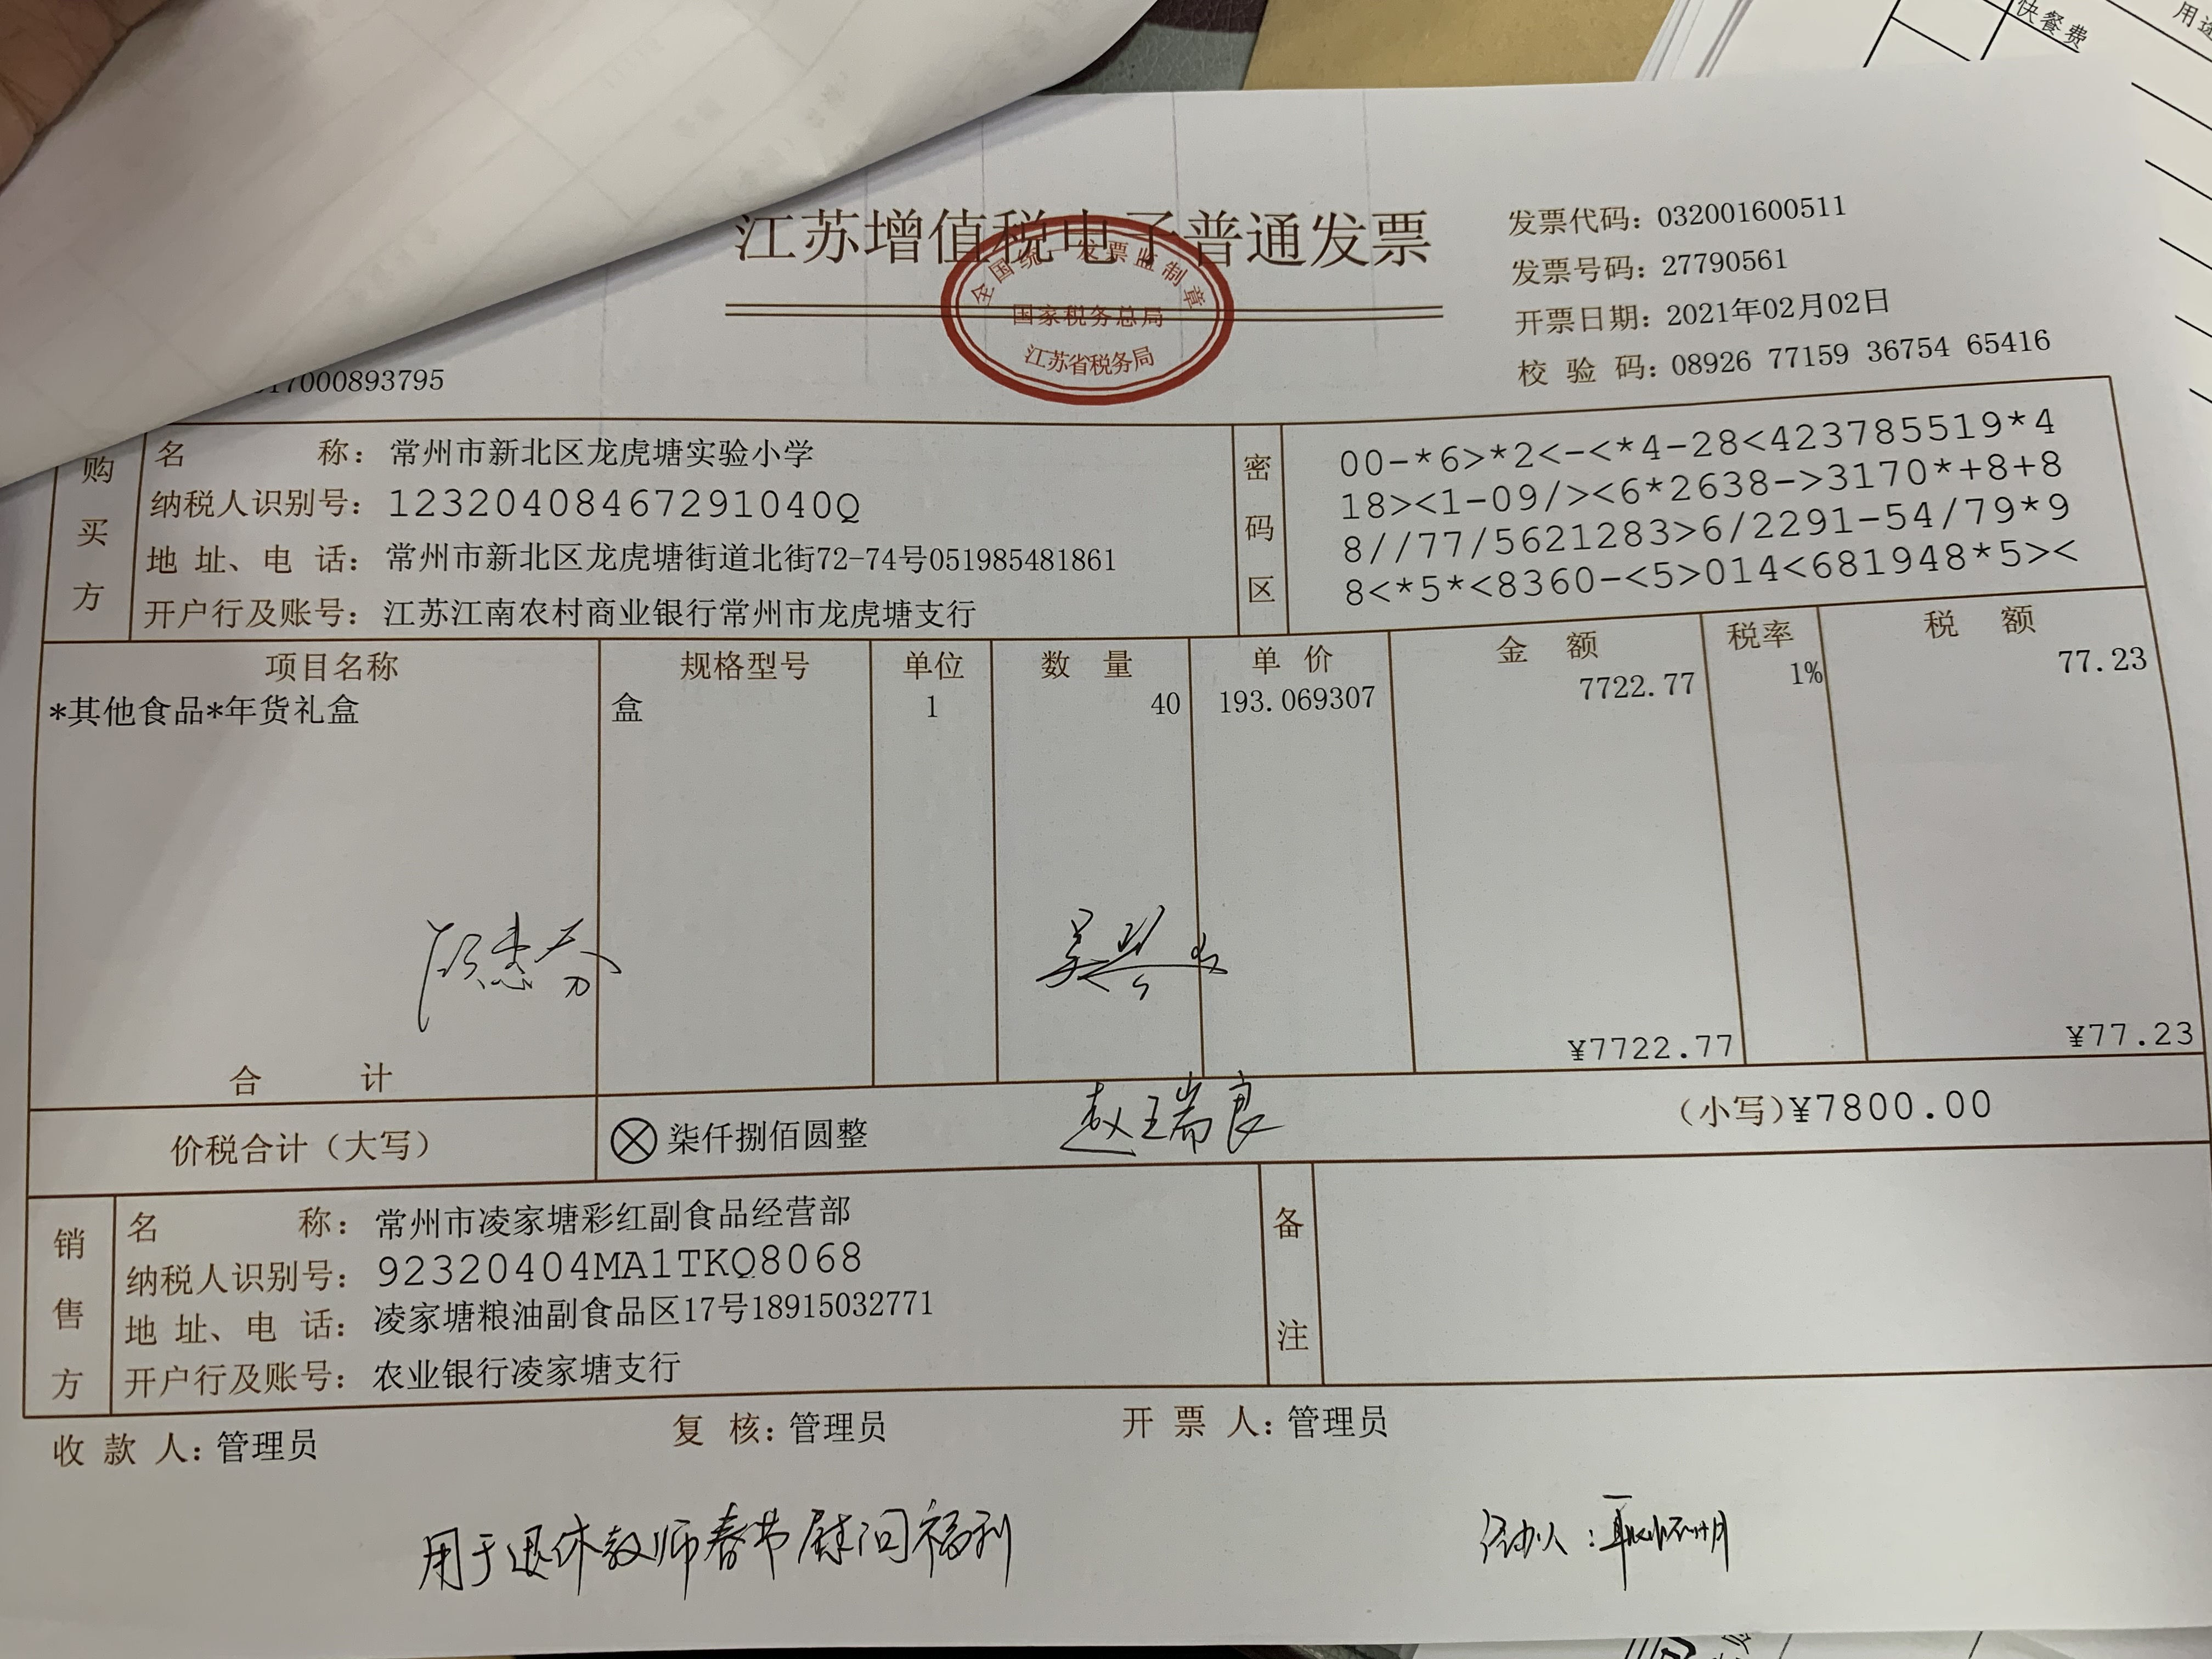 快餐费
江苏增值税电子普通发票
全国统一发票监制章
国家税务总局
江苏省税务局
发票代码：032001600511
发票号码：27790561
开票日期：2021年02月02日
校验码：08926 77159 36754 65416
17000893795
购买方
名称：常州市新北区龙虎塘实验小学
纳税人识别号：12320408467291040Q
地址、电话：常州市新北区龙虎塘街道北街72-74号051985481861
开户行及账号：江苏江南农村商业银行常州市龙虎塘支行
密码区
00-*6>*2<-<*4-28<423785519*4
18><1-09/><6*2638->3170*+8+8
8//77/5621283>6/2291-54/79*9
8<*5*<8360-<5>014<681948*5><
项目名称 规格型号 单位 数量 单价 金额 税率 税额
*其他食品*年货礼盒 盒 1 40 193.069307 7722.77 1% 77.23
合计 ¥7722.77 ¥77.23
价税合计（大写） ⊗柒仟捌佰圆整 （小写）¥7800.00
销售方
名称：常州市凌家塘彩红副食品经营部
纳税人识别号：92320404MA1TKQ8068
地址、电话：凌家塘粮油副食品区17号18915032771
开户行及账号：农业银行凌家塘支行
备注
收款人：管理员 复核：管理员 开票人：管理员
用于退休教师春节慰问福利
经办人：